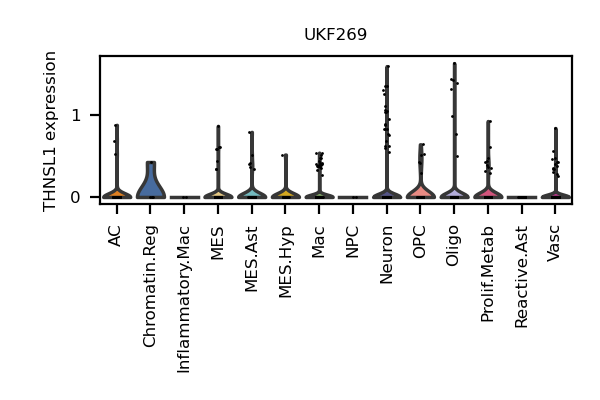 UKF269
THNSL1 expression
1
0
AC
Chromatin.Reg
Inflammatory.Mac
MES
MES.Ast
MES.Hyp
Mac
NPC
Neuron
OPC
Oligo
Prolif.Metab
Reactive.Ast
Vasc